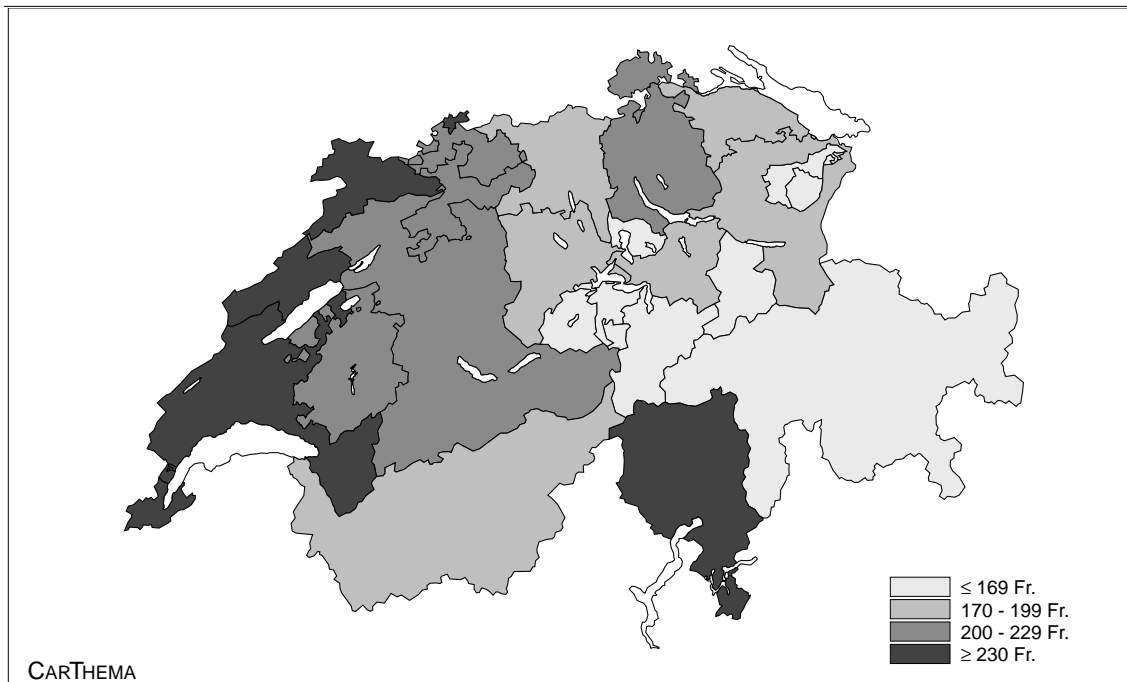 ≤ 169 Fr.
170 - 199 Fr.
200 - 229 Fr.
≥ 230 Fr.
CARTHEMA